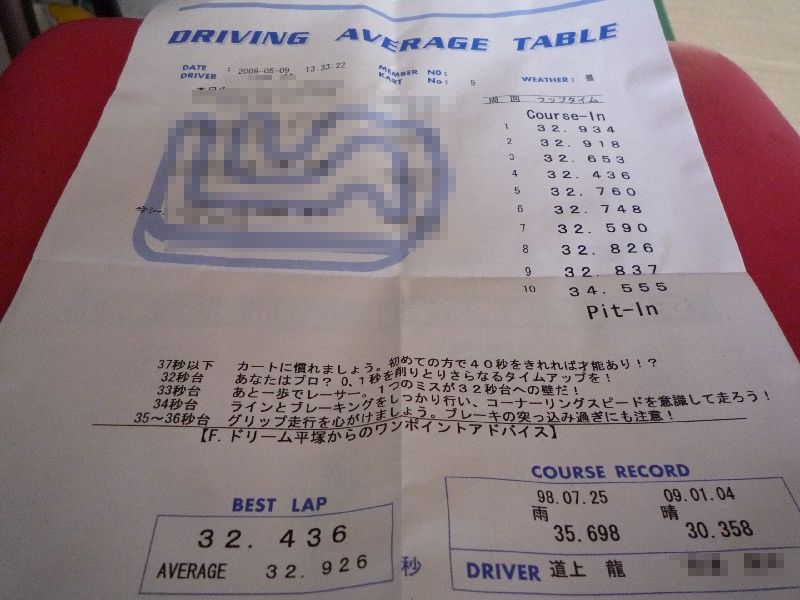 DRIVING AVERAGE TABLE
DATE : 2009-05-09 13:33:22
DRIVER
MEMBER NO:
KART No: 5
WEATHER: 曇
周 回 ラップタイム
Course-In
1 32. 934
2 32. 918
3 32. 653
4 32. 436
5 32. 760
6 32. 748
7 32. 590
8 32. 826
9 32. 837
10 34. 555
Pit-In
37秒以下 カートに慣れましょう。初めての方で40秒をきれれば才能あり!?
32秒台 あなたはプロ? 0、1秒を削りとりさらなるタイムアップを!
33秒台 あと一歩でレーサー。1つのミスが32秒台への壁だ!
34秒台 ラインとブレーキングをしっかり行い、コーナーリングスピードを意識して走ろう!
35〜36秒台 グリップ走行を心がけましょう。ブレーキの突っ込み過ぎにも注意!
【F. ドリーム平塚からのワンポイントアドバイス】
BEST LAP
32. 436
AVERAGE 32. 926
秒
COURSE RECORD
98.07.25 09.01.04
雨 晴
35.698 30.358
DRIVER 道上 龍